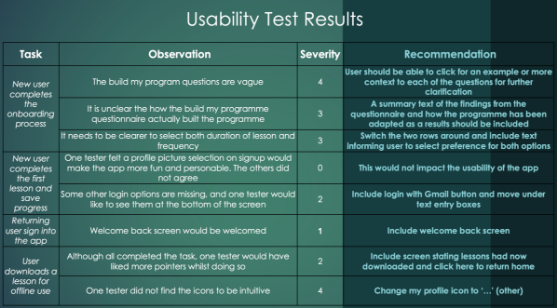 Usability Test Results
Task Observation Severity Recommendation
New user
completes
the
onboarding
process
The build my program questions are vague
4
User should be able to click for an example or more
context to each of the questions for further
clarification
It is unclear the how the build my programme
questionnaire actually built the programme
3
A summary text of the findings from the
questionnaire and how the programme has been
adapted as a results should be included
It needs to be clearer to select both duration of lesson and
frequency
3
Switch the two rows around and include text
informing user to select preference for both options
New user
completes
the first
lesson and
save
progress
One tester felt a profile picture selection on signup would
make the app more fun and personable. The others did
not agree
0
This would not impact the usability of the app
Some other login options are missing, and one tester would
like to see them at the bottom of the screen
2
Include login with Gmail button and move under
text entry boxes
Returning
user sign into
the app
Welcome back screen would be welcomed
1
Include welcome back screen
User
downloads a
lesson for
offline use
Although all completed the task, one tester would have
liked more pointers whilst doing so
2
Include screen stating lessons had now
downloaded and click here to return home
One tester did not find the icons to be intuitive
4
Change my profile icon to '...' (other)